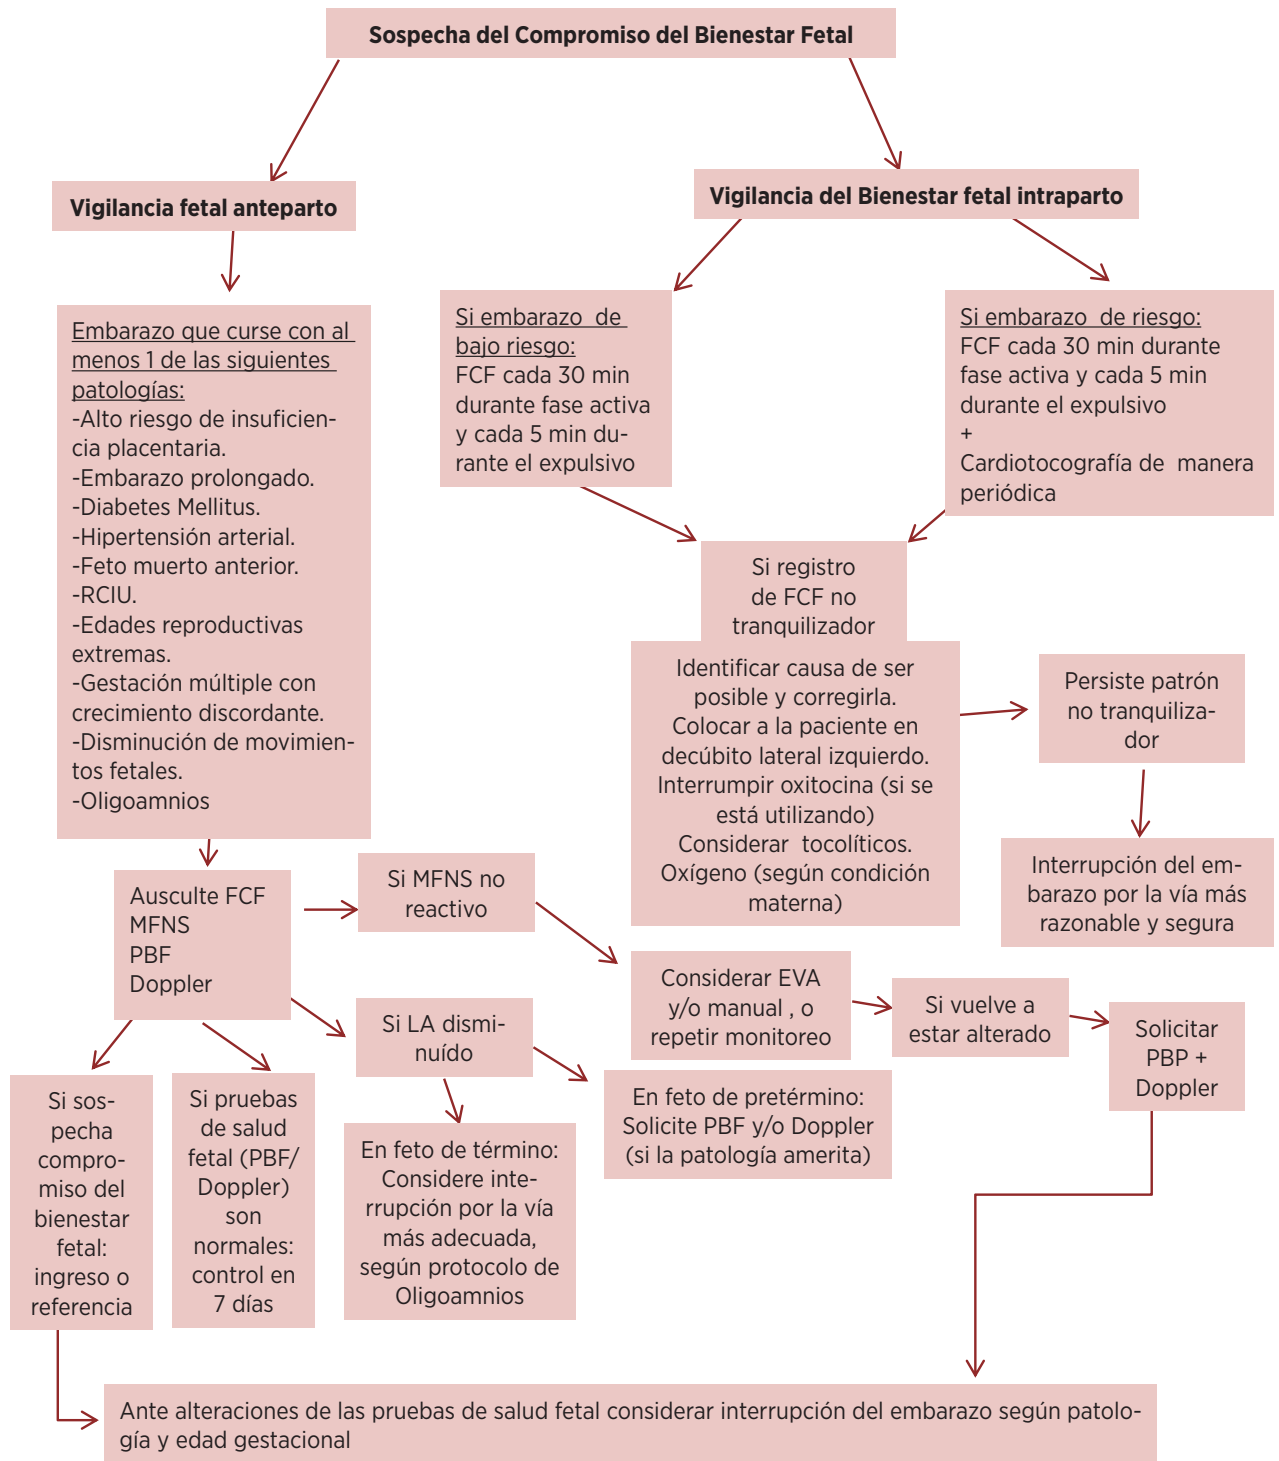 Sospecha del Compromiso del Bienestar Fetal
Vigilancia fetal anteparto
Vigilancia del Bienestar fetal intraparto
Embarazo que curse con al
menos 1 de las siguientes
patologías:
-Alto riesgo de insuficien-
cia placentaria.
-Embarazo prolongado.
-Diabetes Mellitus.
-Hipertensión arterial.
-Feto muerto anterior.
-RCIU.
-Edades reproductivas
extremas.
-Gestación múltiple con
crecimiento discordante.
-Disminución de movimien-
tos fetales.
-Oligoamnios
Si embarazo de
bajo riesgo:
FCF cada 30 min
durante fase activa
y cada 5 min du-
rante el expulsivo
Si embarazo de riesgo:
FCF cada 30 min durante
fase activa y cada 5 min
durante el expulsivo
+
Cardiotocografía de manera
periódica
Si registro
de FCF no
tranquilizador
Identificar causa de ser
posible y corregirla.
Colocar a la paciente en
decúbito lateral izquierdo.
Interrumpir oxitocina (si se
está utilizando)
Considerar tocolíticos.
Oxígeno (según condición
materna)
Persiste patrón
no tranquiliza-
dor
Interrupción del em-
barazo por la vía más
razonable y segura
Ausculte FCF
MFNS
PBF
Doppler
Si MFNS no
reactivo
Considerar EVA
y/o manual , o
repetir monitoreo
Si vuelve a
estar alterado
Solicitar
PBP +
Doppler
Si LA dismi-
nuído
En feto de pretérmino:
Solicite PBF y/o Doppler
(si la patología amerita)
En feto de término:
Considere inte-
rrupción por la vía
más adecuada,
según protocolo de
Oligoamnios
Si sos-
pecha
compro-
miso del
bienestar
fetal:
ingreso o
referencia
Si pruebas
de salud
fetal (PBF/
Doppler)
son
normales:
control en
7 días
Ante alteraciones de las pruebas de salud fetal considerar interrupción del embarazo según patolo-
gía y edad gestacional